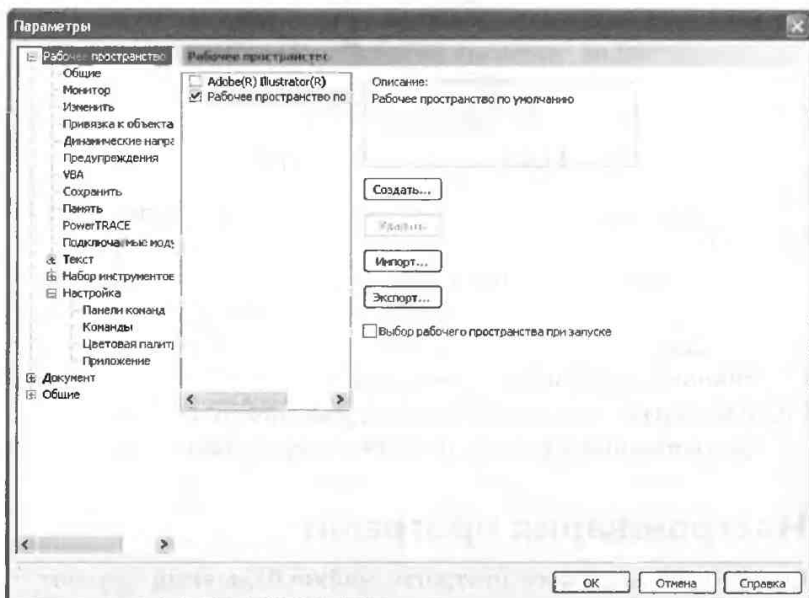 Параметры
Рабочее пространство
Общие
Монитор
Изменить
Привязка к объекта
Динамические напра
Предупреждения
VBA
Сохранить
Память
PowerTRACE
Подключаемые моду
Текст
Набор инструментов
Настройка
Панели команд
Команды
Цветовая палит
Приложение
Документ
Общие
Рабочее пространство
Adobe(R) Illustrator(R)
Рабочее пространство по
Описание:
Рабочее пространство по умолчанию
Создать...
Удалить
Импорт...
Экспорт...
Выбор рабочего пространства при запуске
OK
Отмена
Справка